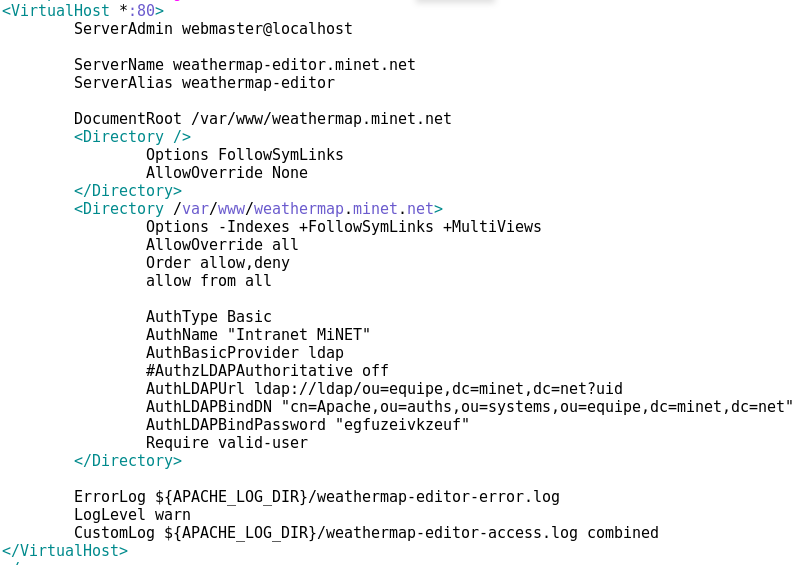 <VirtualHost *:80>
ServerAdmin webmaster@localhost
ServerName weathermap-editor.minet.net
ServerAlias weathermap-editor
DocumentRoot /var/www/weathermap.minet.net
<Directory />
Options FollowSymLinks
AllowOverride None
</Directory>
<Directory /var/www/weathermap.minet.net>
Options -Indexes +FollowSymLinks +MultiViews
AllowOverride all
Order allow,deny
allow from all
AuthType Basic
AuthName "Intranet MiNET"
AuthBasicProvider ldap
#AuthzLDAPAuthoritative off
AuthLDAPUrl ldap://ldap/ou=equipe,dc=minet,dc=net?uid
AuthLDAPBindDN "cn=Apache,ou=auths,ou=systems,ou=equipe,dc=minet,dc=net"
AuthLDAPBindPassword "egfuzeivkzeuf"
Require valid-user
</Directory>
ErrorLog ${APACHE_LOG_DIR}/weathermap-editor-error.log
LogLevel warn
CustomLog ${APACHE_LOG_DIR}/weathermap-editor-access.log combined
</VirtualHost>